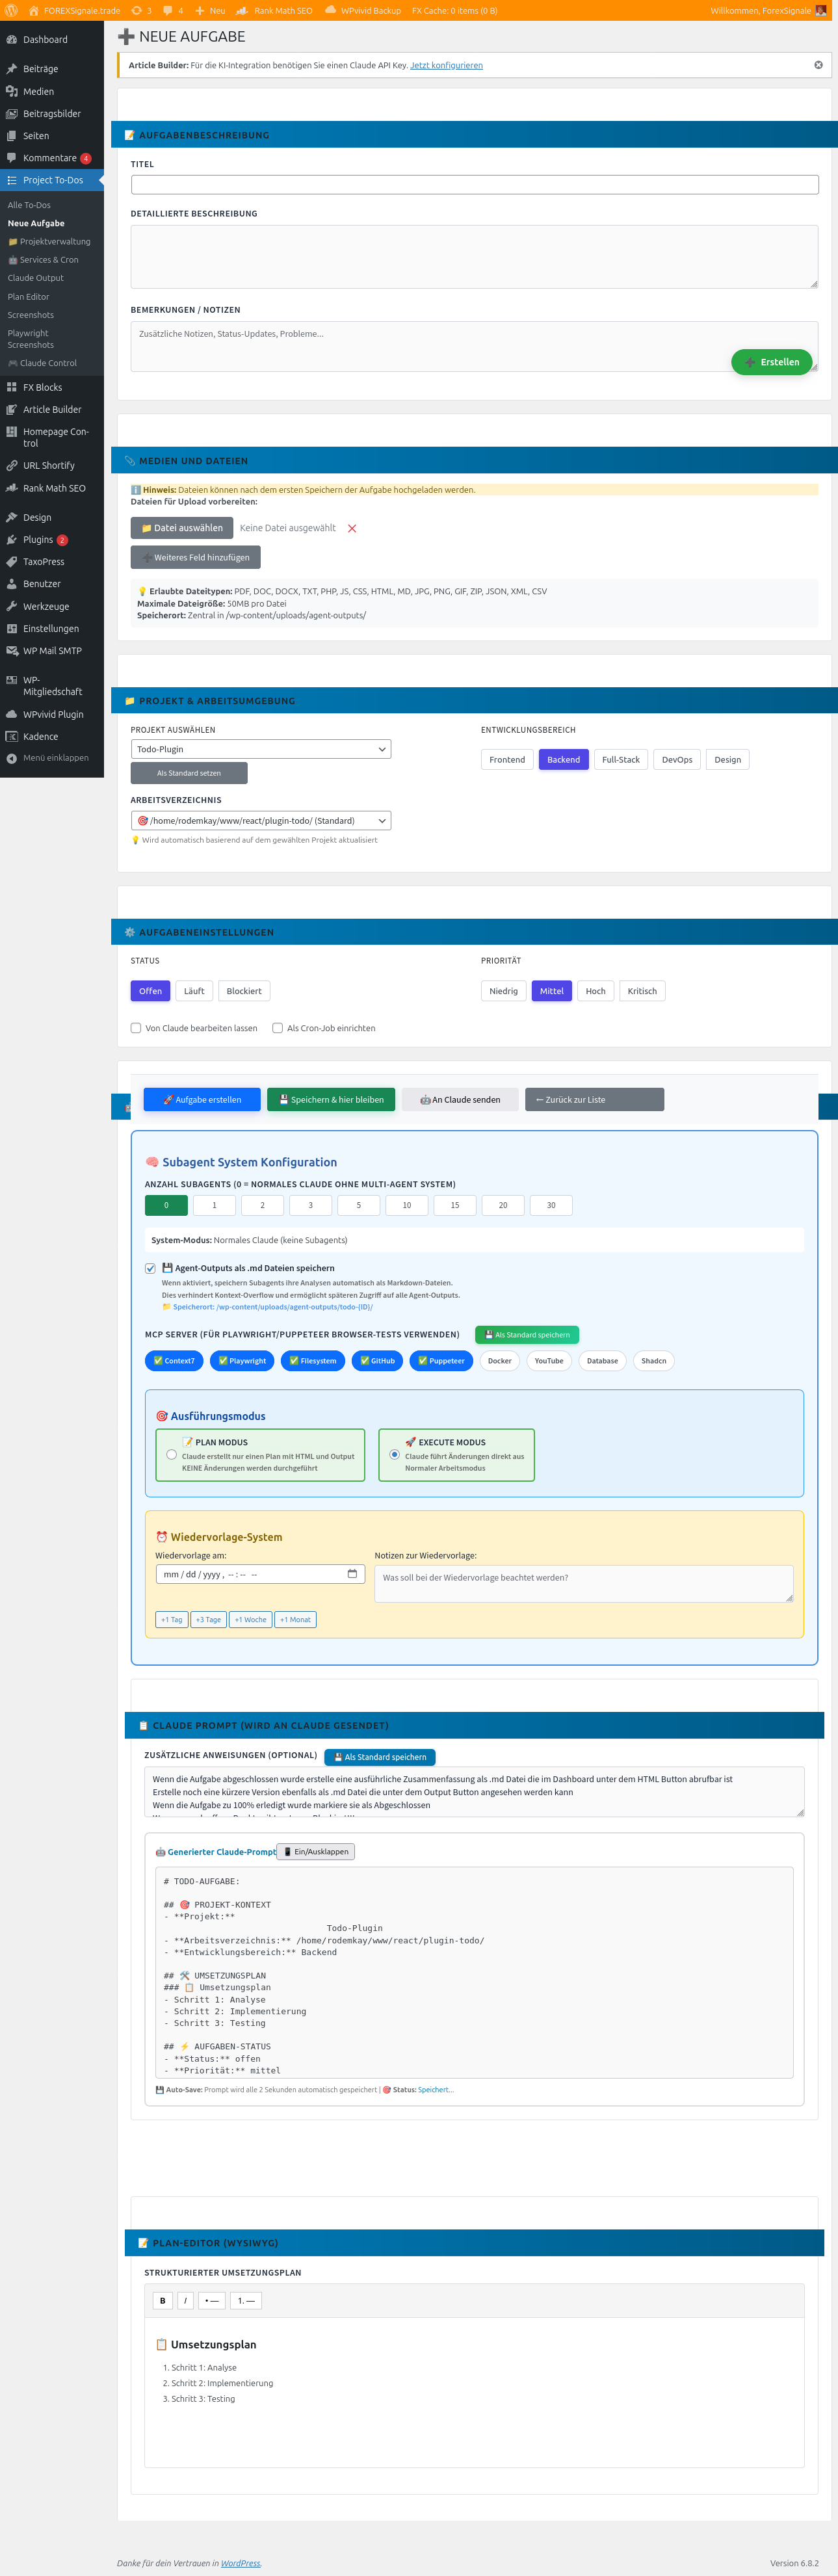 FOREXSignale.trade 3 4 Neu Rank Math SEO WPvivid Backup FX Cache: 0 items (0 B) Willkommen, ForexSignale
Dashboard
Beiträge
Medien
Beitragsbilder
Seiten
Kommentare 4
Project To-Dos
Alle To-Dos
Neue Aufgabe
📁 Projektverwaltung
🤖 Services & Cron
Claude Output
Plan Editor
Screenshots
Playwright
Screenshots
🎮 Claude Control
FX Blocks
Article Builder
Homepage Con-
trol
URL Shortify
Rank Math SEO
Design
Plugins 2
TaxoPress
Benutzer
Werkzeuge
Einstellungen
WP Mail SMTP
WP-
Mitgliedschaft
WPvivid Plugin
Kadence
Menü einklappen
➕ NEUE AUFGABE
Article Builder: Für die KI-Integration benötigen Sie einen Claude API Key. Jetzt konfigurieren
📝 AUFGABENBESCHREIBUNG
TITEL
DETAILLIERTE BESCHREIBUNG
BEMERKUNGEN / NOTIZEN
Zusätzliche Notizen, Status-Updates, Probleme...
➕ Erstellen
📎 MEDIEN UND DATEIEN
ℹ️ Hinweis: Dateien können nach dem ersten Speichern der Aufgabe hochgeladen werden.
Dateien für Upload vorbereiten:
📁 Datei auswählen Keine Datei ausgewählt ❌
➕ Weiteres Feld hinzufügen
💡 Erlaubte Dateitypen: PDF, DOC, DOCX, TXT, PHP, JS, CSS, HTML, MD, JPG, PNG, GIF, ZIP, JSON, XML, CSV
Maximale Dateigröße: 50MB pro Datei
Speicherort: Zentral in /wp-content/uploads/agent-outputs/
📁 PROJEKT & ARBEITSUMGEBUNG
PROJEKT AUSWÄHLEN
Todo-Plugin
Als Standard setzen
ARBEITSVERZEICHNIS
🎯 /home/rodemkay/www/react/plugin-todo/ (Standard)
💡 Wird automatisch basierend auf dem gewählten Projekt aktualisiert
ENTWICKLUNGSBEREICH
Frontend Backend Full-Stack DevOps Design
⚙️ AUFGABENEINSTELLUNGEN
STATUS
Offen Läuft Blockiert
PRIORITÄT
Niedrig Mittel Hoch Kritisch
Von Claude bearbeiten lassen Als Cron-Job einrichten
🚀 Aufgabe erstellen 💾 Speichern & hier bleiben 🤖 An Claude senden ← Zurück zur Liste
🧠 Subagent System Konfiguration
ANZAHL SUBAGENTS (0 = NORMALES CLAUDE OHNE MULTI-AGENT SYSTEM)
0 1 2 3 5 10 15 20 30
System-Modus: Normales Claude (keine Subagents)
💾 Agent-Outputs als .md Dateien speichern
Wenn aktiviert, speichern Subagents ihre Analysen automatisch als Markdown-Dateien.
Dies verhindert Kontext-Overflow und ermöglicht späteren Zugriff auf alle Agent-Outputs.
📁 Speicherort: /wp-content/uploads/agent-outputs/todo-{ID}/
MCP SERVER (FÜR PLAYWRIGHT/PUPPETEER BROWSER-TESTS VERWENDEN) 💾 Als Standard speichern
✅ Context7 ✅ Playwright ✅ Filesystem ✅ GitHub ✅ Puppeteer Docker YouTube Database Shadcn
🎯 Ausführungsmodus
📝 PLAN MODUS
Claude erstellt nur einen Plan mit HTML und Output
KEINE Änderungen werden durchgeführt
🚀 EXECUTE MODUS
Claude führt Änderungen direkt aus
Normaler Arbeitsmodus
⏰ Wiedervorlage-System
Wiedervorlage am:
mm / dd / yyyy , -- : -- --
Notizen zur Wiedervorlage:
Was soll bei der Wiedervorlage beachtet werden?
+1 Tag +3 Tage +1 Woche +1 Monat
📋 CLAUDE PROMPT (WIRD AN CLAUDE GESENDET)
ZUSÄTZLICHE ANWEISUNGEN (OPTIONAL) 💾 Als Standard speichern
Wenn die Aufgabe abgeschlossen wurde erstelle eine ausführliche Zusammenfassung als .md Datei die im Dashboard unter dem HTML Button abrufbar ist
Erstelle noch eine kürzere Version ebenfalls als .md Datei die unter dem Output Button angesehen werden kann
Wenn die Aufgabe zu 100% erledigt wurde markiere sie als Abgeschlossen
🤖 Generierter Claude-Prompt 📱 Ein/Ausklappen
# TODO-AUFGABE:
## 🎯 PROJEKT-KONTEXT
- **Projekt:**
Todo-Plugin
- **Arbeitsverzeichnis:** /home/rodemkay/www/react/plugin-todo/
- **Entwicklungsbereich:** Backend
## 🛠️ UMSETZUNGSPLAN
### 📋 Umsetzungsplan
- Schritt 1: Analyse
- Schritt 2: Implementierung
- Schritt 3: Testing
## ⚡ AUFGABEN-STATUS
- **Status:** offen
- **Priorität:** mittel
💾 Auto-Save: Prompt wird alle 2 Sekunden automatisch gespeichert | 🎯 Status: Speichert...
📝 PLAN-EDITOR (WYSIWYG)
STRUKTURIERTER UMSETZUNGSPLAN
B I • — 1. —
📋 Umsetzungsplan
1. Schritt 1: Analyse
2. Schritt 2: Implementierung
3. Schritt 3: Testing
Danke für dein Vertrauen in WordPress. Version 6.8.2